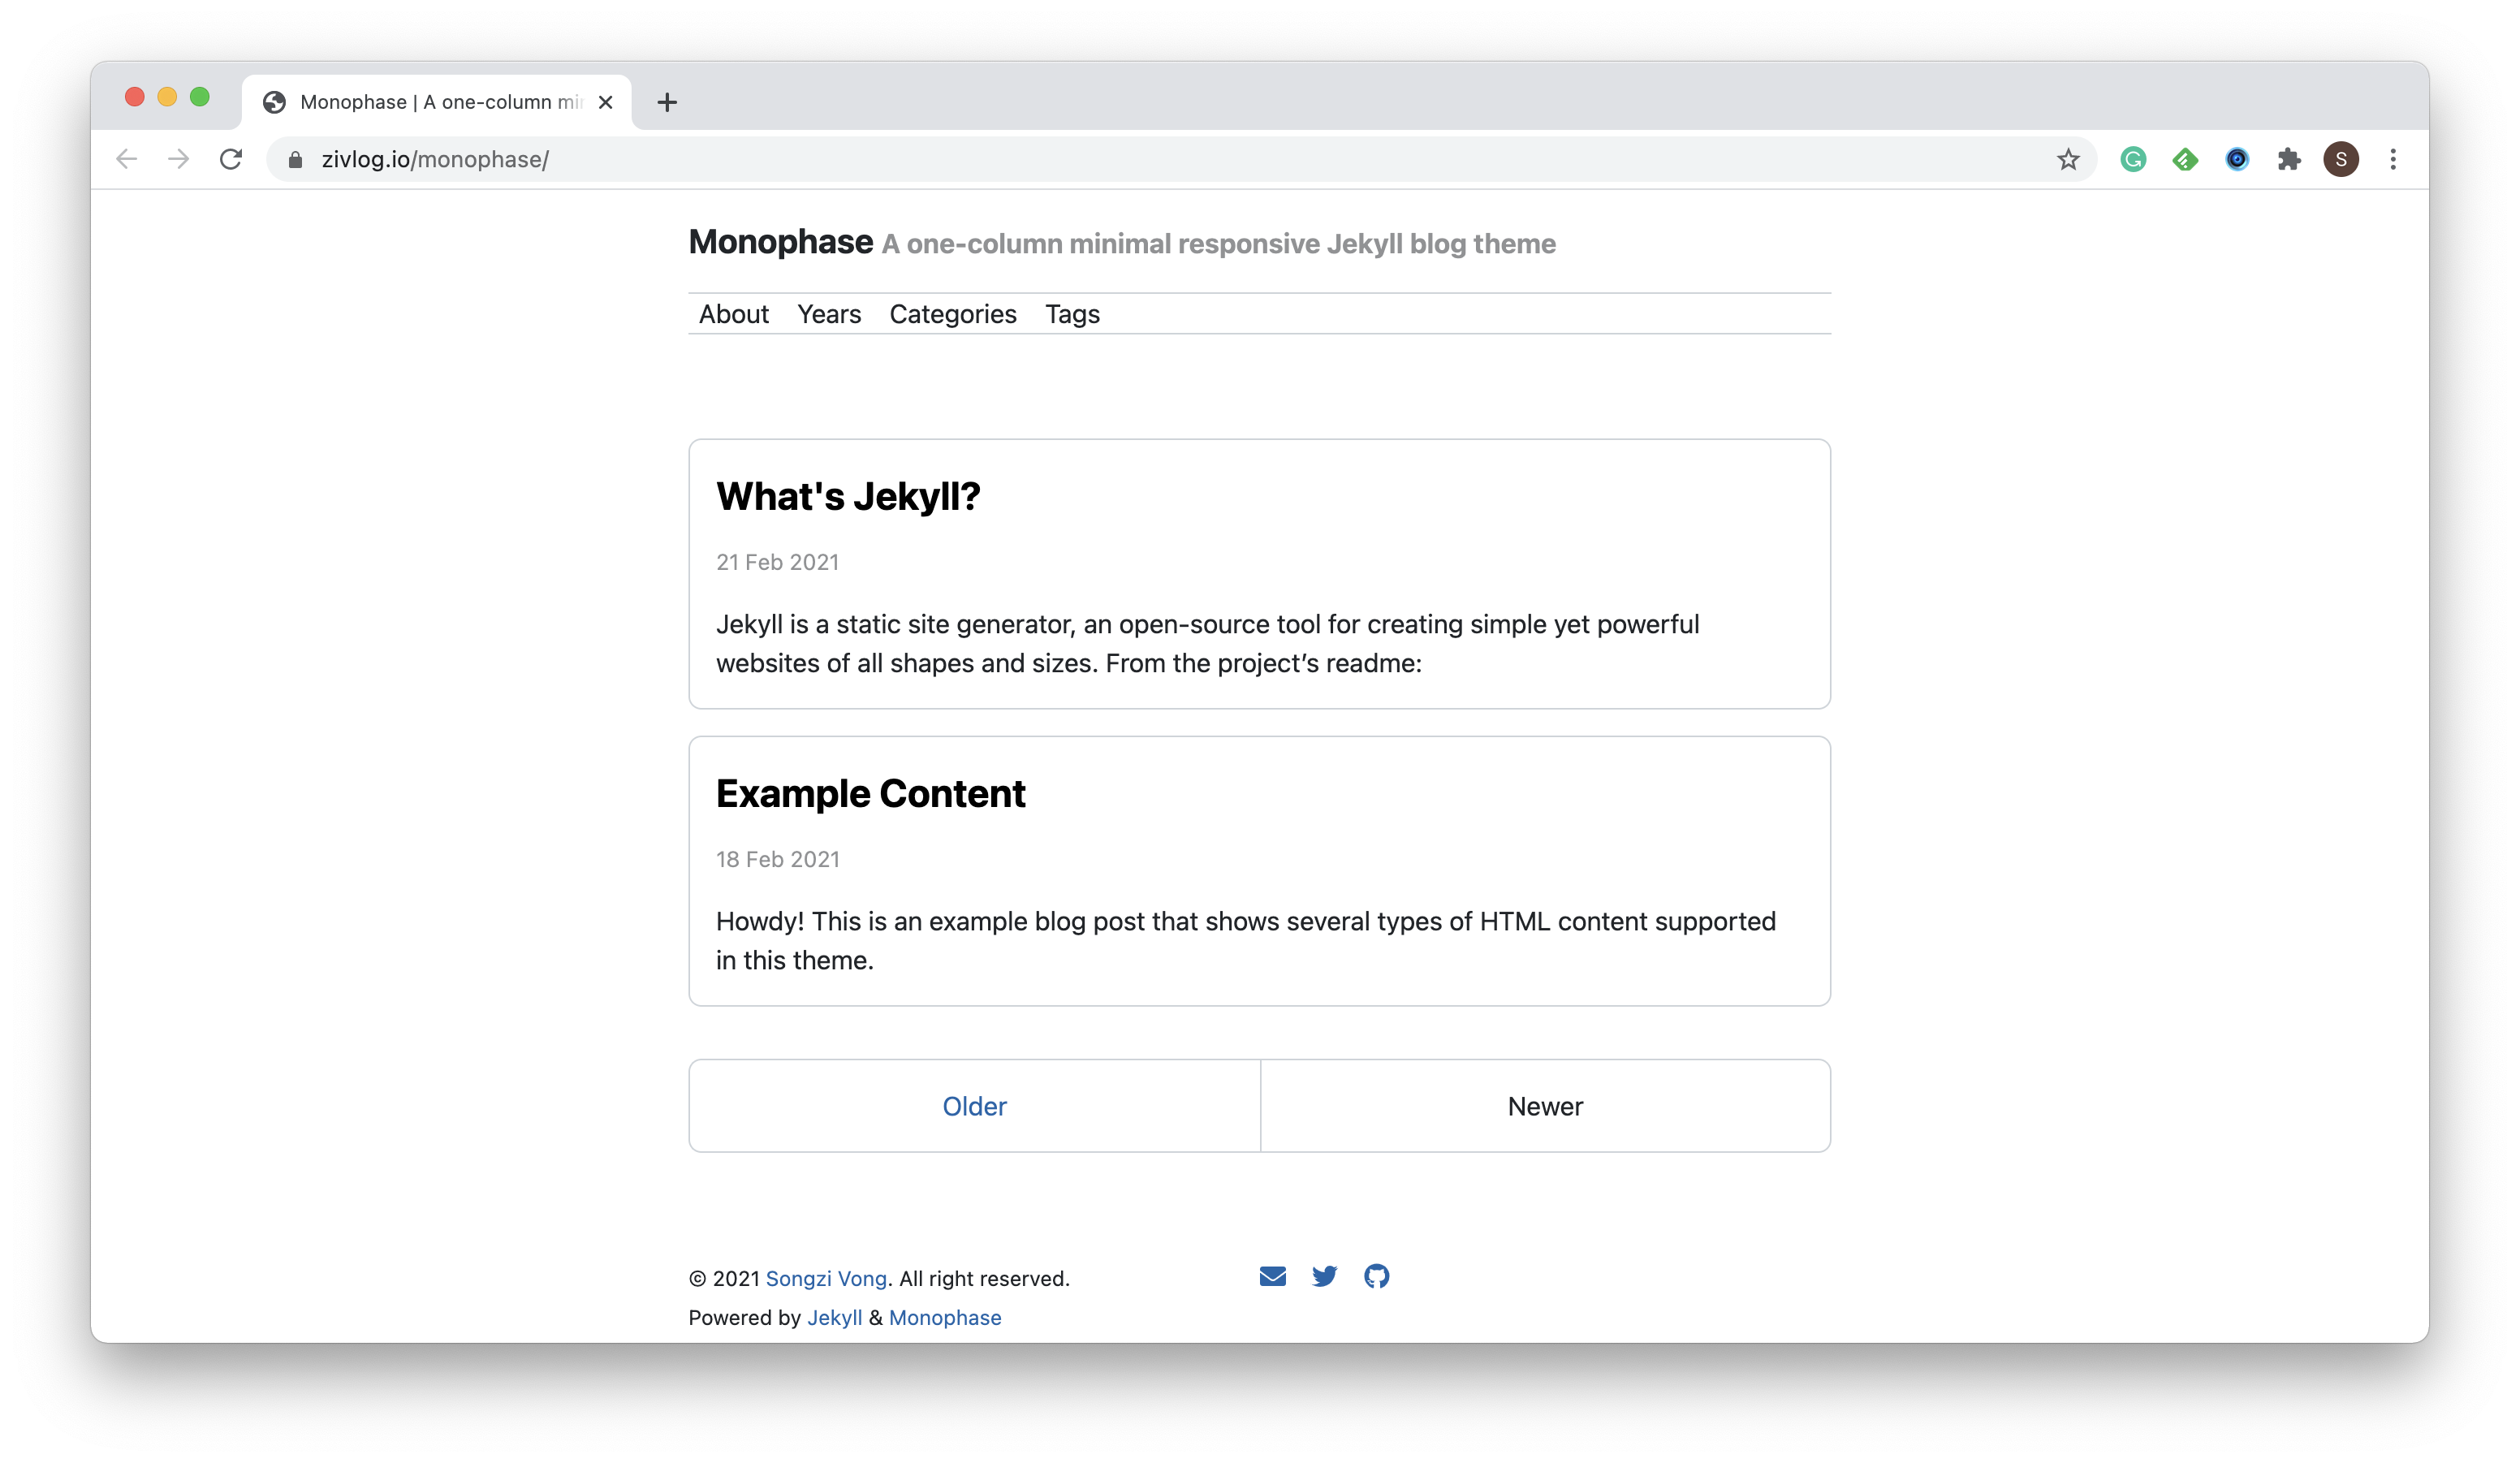 Monophase | A one-column
zivlog.io/monophase/
S
Monophase A one-column minimal responsive Jekyll blog theme
About Years Categories Tags
What's Jekyll?
21 Feb 2021
Jekyll is a static site generator, an open-source tool for creating simple yet powerful
websites of all shapes and sizes. From the project’s readme:
Example Content
18 Feb 2021
Howdy! This is an example blog post that shows several types of HTML content supported
in this theme.
Older Newer
© 2021 Songzi Vong. All right reserved.
Powered by Jekyll & Monophase